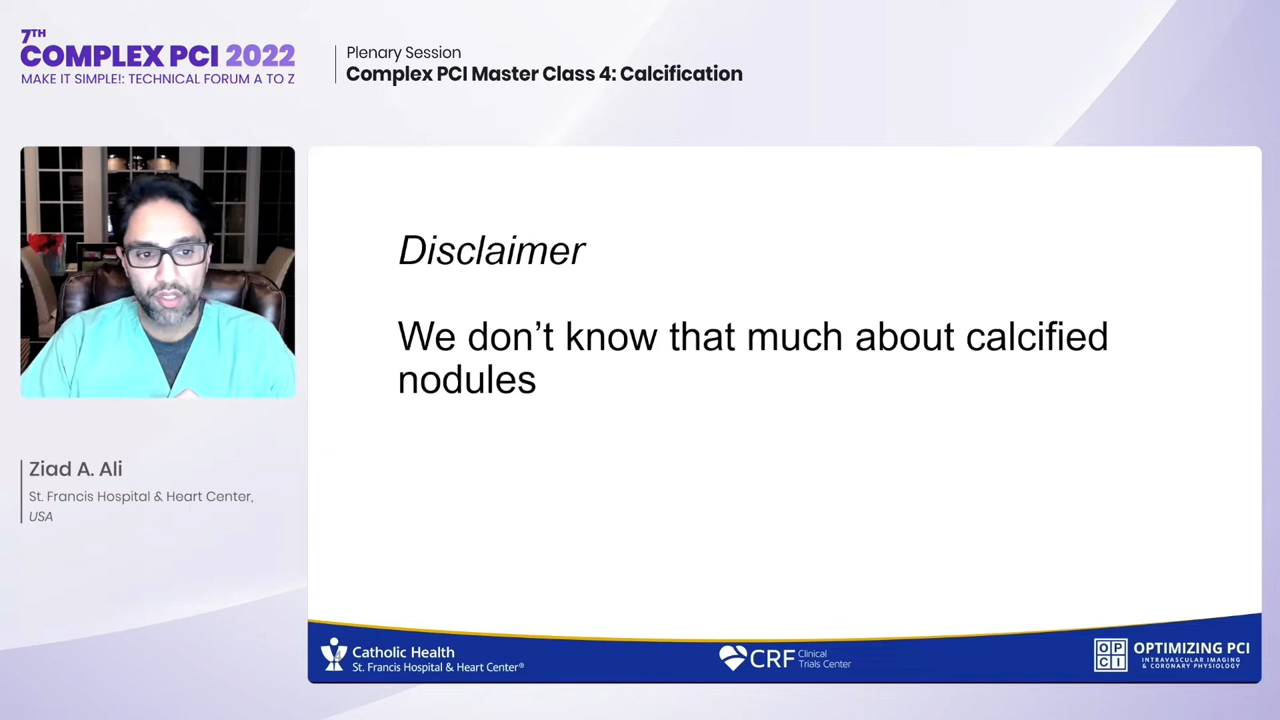 7TH
COMPLEX PCI 2022
MAKE IT SIMPLE!: TECHNICAL FORUM A TO Z
Plenary Session
Complex PCI Master Class 4: Calcification
Disclaimer
We don’t know that much about calcified
nodules
Ziad A. Ali
St. Francis Hospital & Heart Center,
USA
Catholic Health
St. Francis Hospital & Heart Center®
CRF Clinical
Trials Center
OP
CI
OPTIMIZING PCI
INTRAVASCULAR IMAGING
& CORONARY PHYSIOLOGY